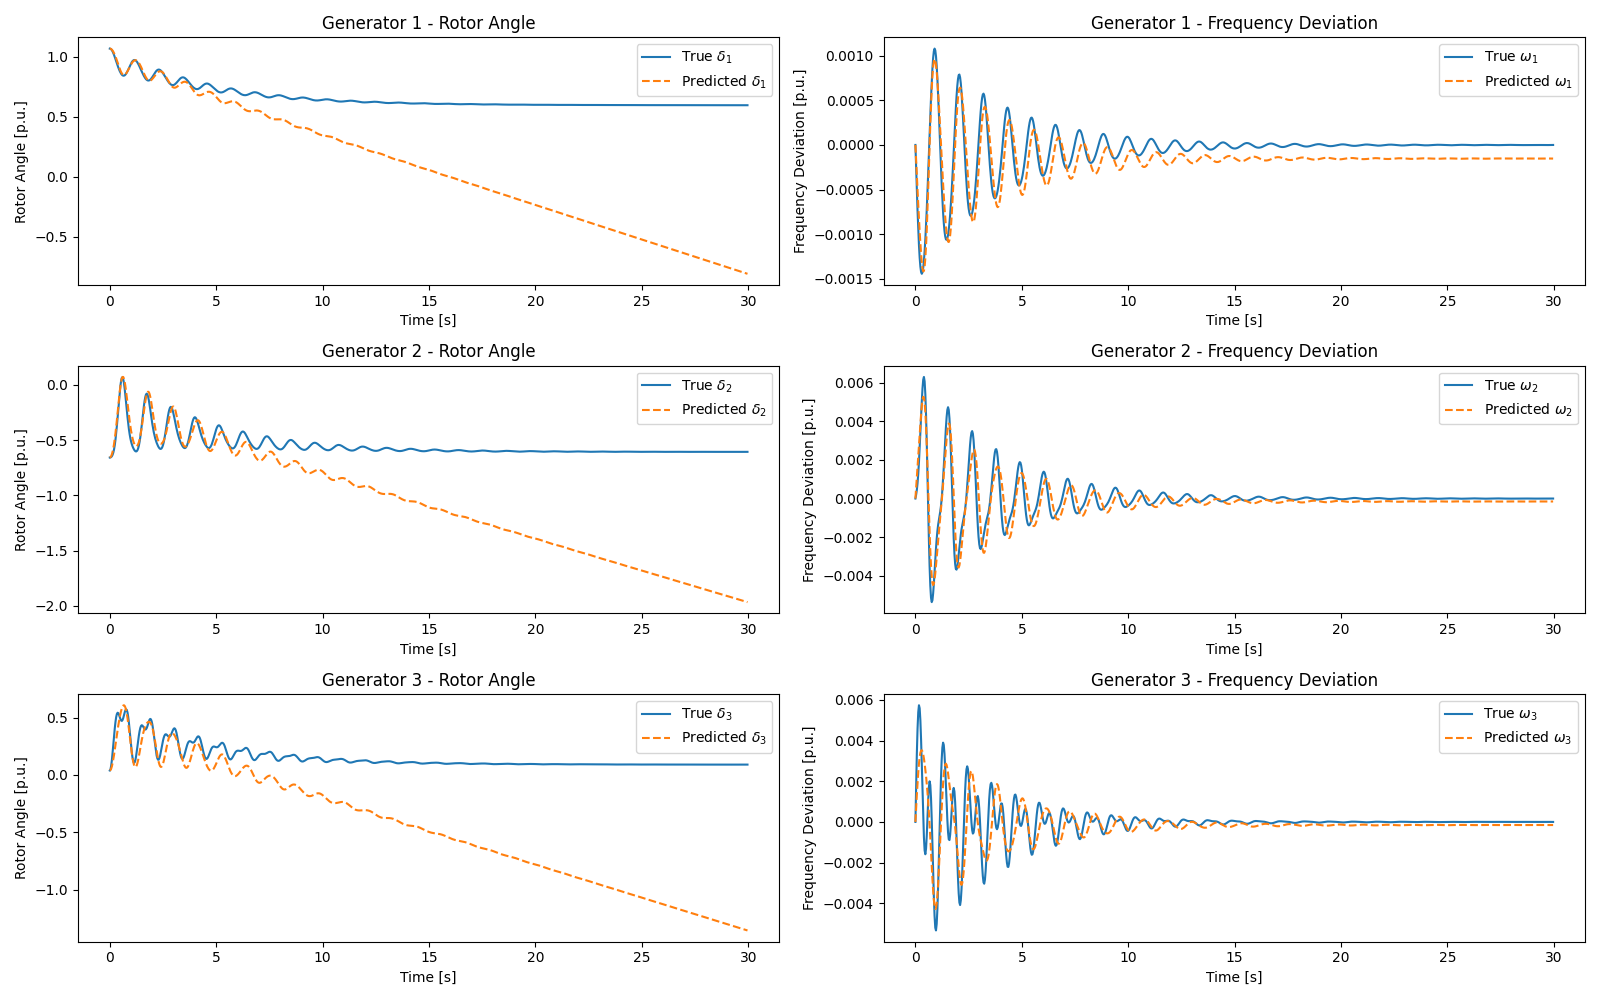 Generator 1 - Rotor Angle
Rotor Angle [p.u.]
1.0
0.5
0.0
−0.5
True δ1
Predicted δ1
0 5 10 15 20 25 30
Time [s]
Generator 1 - Frequency Deviation
Frequency Deviation [p.u.]
0.0010
0.0005
0.0000
−0.0005
−0.0010
−0.0015
True ω1
Predicted ω1
0 5 10 15 20 25 30
Time [s]
Generator 2 - Rotor Angle
Rotor Angle [p.u.]
0.0
−0.5
−1.0
−1.5
−2.0
True δ2
Predicted δ2
0 5 10 15 20 25 30
Time [s]
Generator 2 - Frequency Deviation
Frequency Deviation [p.u.]
0.006
0.004
0.002
0.000
−0.002
−0.004
True ω2
Predicted ω2
0 5 10 15 20 25 30
Time [s]
Generator 3 - Rotor Angle
Rotor Angle [p.u.]
0.5
0.0
−0.5
−1.0
True δ3
Predicted δ3
0 5 10 15 20 25 30
Time [s]
Generator 3 - Frequency Deviation
Frequency Deviation [p.u.]
0.006
0.004
0.002
0.000
−0.002
−0.004
True ω3
Predicted ω3
0 5 10 15 20 25 30
Time [s]